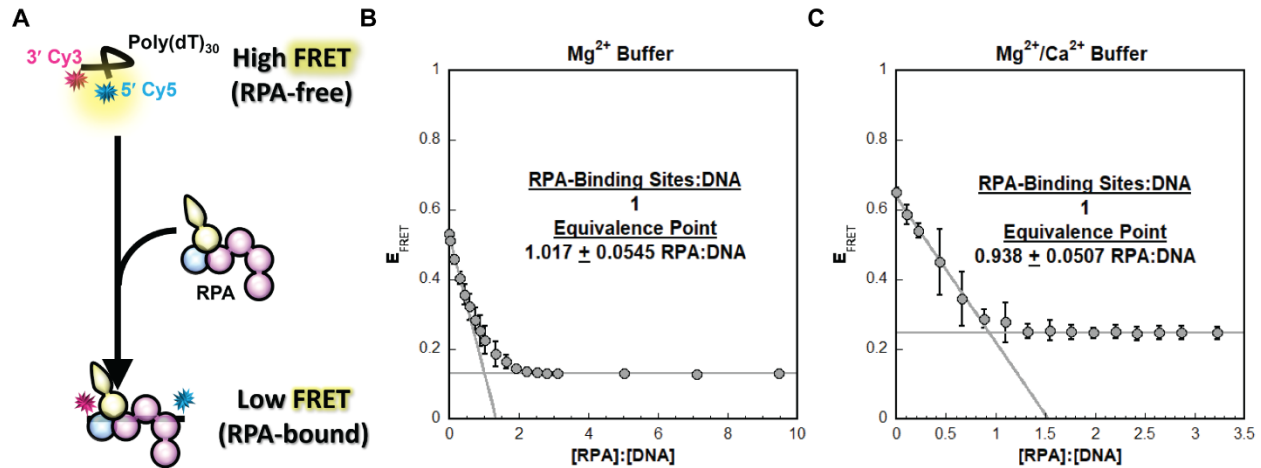 A
3′ Cy3
Poly(dT)30
5′ Cy5
High FRET
(RPA-free)
RPA
Low FRET
(RPA-bound)
B
Mg2+ Buffer
EFRET
1
0.8
0.6
0.4
0.2
0
RPA-Binding Sites:DNA
1
Equivalence Point
1.017 ± 0.0545 RPA:DNA
0 2 4 6 8 10
[RPA]:[DNA]
C
Mg2+/Ca2+ Buffer
EFRET
1
0.8
0.6
0.4
0.2
0
RPA-Binding Sites:DNA
1
Equivalence Point
0.938 ± 0.0507 RPA:DNA
0 0.5 1 1.5 2 2.5 3 3.5
[RPA]:[DNA]